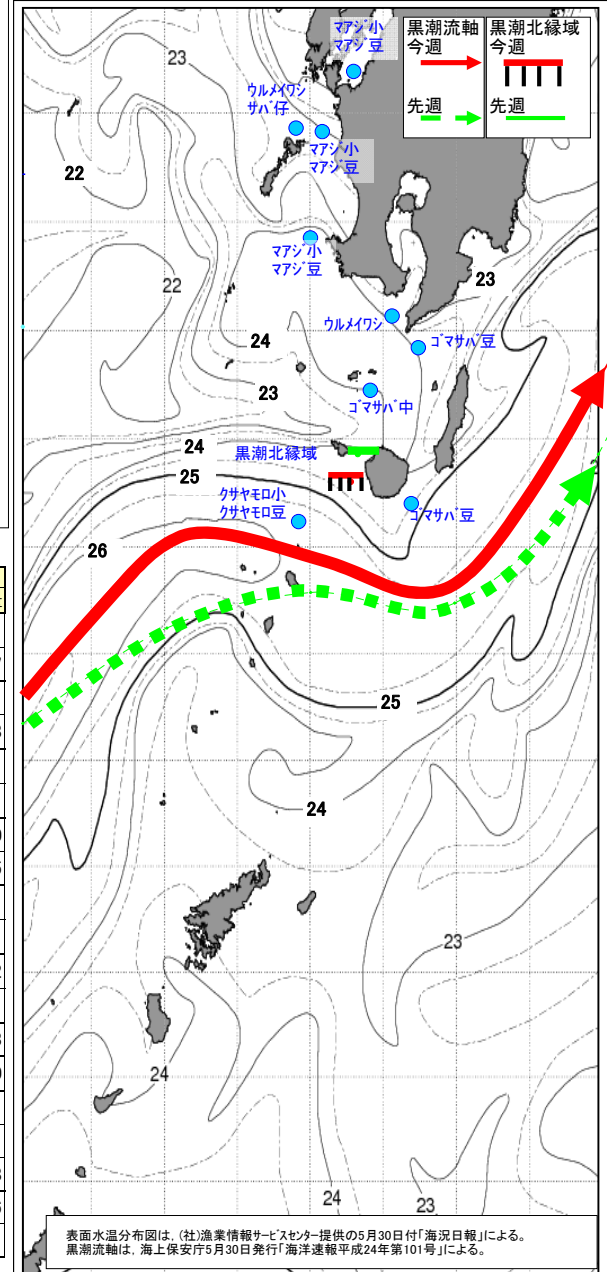 黒潮流軸
今週
先週
黒潮北縁域
今週
先週
マアジ小
マアジ豆
23
ウルメイワシ
サバ仔
マアジ小
マアジ豆
22
マアジ小
マアジ豆
22
23
ウルメイワシ
ゴマサバ豆
24
23
ゴマサバ中
24
黒潮北縁域
25
クサヤモロ小
クサヤモロ豆
ゴマサバ豆
26
25
24
23
24
24
23
表面水温分布図は、(社)漁業情報サービスセンター提供の5月30日付「海況日報」による。
黒潮流軸は、海上保安庁5月30日発行「海洋速報平成24年第101号」による。